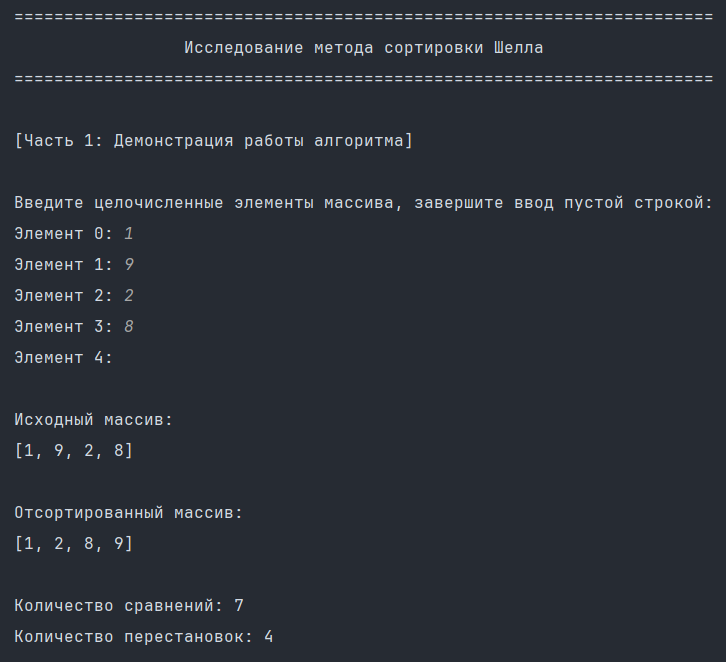 ======================================================================
Исследование метода сортировки Шелла
======================================================================
[Часть 1: Демонстрация работы алгоритма]
Введите целочисленные элементы массива, завершите ввод пустой строкой:
Элемент 0: 1
Элемент 1: 9
Элемент 2: 2
Элемент 3: 8
Элемент 4:
Исходный массив:
[1, 9, 2, 8]
Отсортированный массив:
[1, 2, 8, 9]
Количество сравнений: 7
Количество перестановок: 4